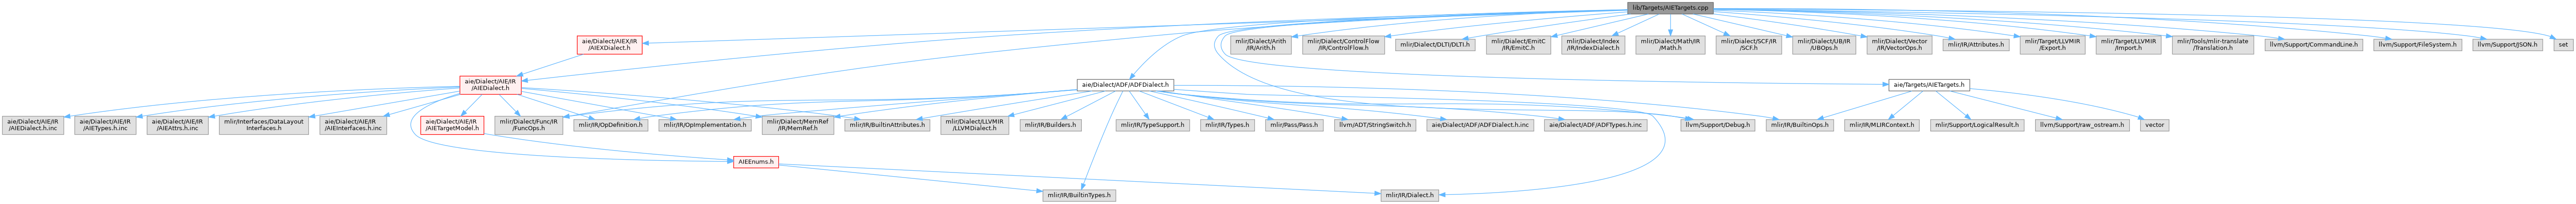 lib/Targets/AIETargets.cpp
aie/Dialect/AIEX/IR
/AIEXDialect.h
mlir/Dialect/Arith
/IR/Arith.h
mlir/Dialect/ControlFlow
/IR/ControlFlow.h
mlir/Dialect/DLTI/DLTI.h
mlir/Dialect/EmitC
/IR/EmitC.h
mlir/Dialect/Index
/IR/IndexDialect.h
mlir/Dialect/Math/IR
/Math.h
mlir/Dialect/SCF/IR
/SCF.h
mlir/Dialect/UB/IR
/UBOps.h
mlir/Dialect/Vector
/IR/VectorOps.h
mlir/IR/Attributes.h
mlir/Target/LLVMIR
/Export.h
mlir/Target/LLVMIR
/Import.h
mlir/Tools/mlir-translate
/Translation.h
llvm/Support/CommandLine.h
llvm/Support/FileSystem.h
llvm/Support/JSON.h
set
aie/Dialect/AIE/IR
/AIEDialect.h
aie/Dialect/ADF/ADFDialect.h
aie/Targets/AIETargets.h
aie/Dialect/AIE/IR
/AIEDialect.h.inc
aie/Dialect/AIE/IR
/AIETypes.h.inc
aie/Dialect/AIE/IR
/AIEAttrs.h.inc
mlir/Interfaces/DataLayout
Interfaces.h
aie/Dialect/AIE/IR
/AIEInterfaces.h.inc
aie/Dialect/AIE/IR
/AIETargetModel.h
mlir/Dialect/Func/IR
/FuncOps.h
mlir/IR/OpDefinition.h
mlir/IR/OpImplementation.h
mlir/Dialect/MemRef
/IR/MemRef.h
mlir/IR/BuiltinAttributes.h
mlir/Dialect/LLVMIR
/LLVMDialect.h
mlir/IR/Builders.h
mlir/IR/TypeSupport.h
mlir/IR/Types.h
mlir/Pass/Pass.h
llvm/ADT/StringSwitch.h
aie/Dialect/ADF/ADFDialect.h.inc
aie/Dialect/ADF/ADFTypes.h.inc
llvm/Support/Debug.h
mlir/IR/BuiltinOps.h
mlir/IR/MLIRContext.h
mlir/Support/LogicalResult.h
llvm/Support/raw_ostream.h
vector
AIEEnums.h
mlir/IR/BuiltinTypes.h
mlir/IR/Dialect.h